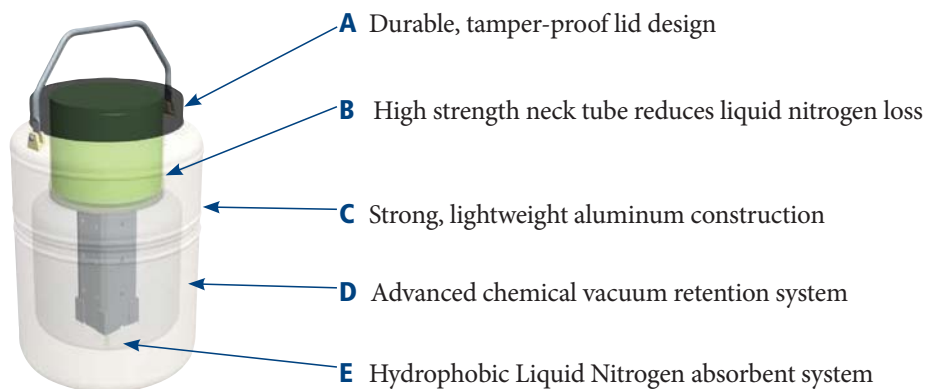 A Durable, tamper-proof lid design
B High strength neck tube reduces liquid nitrogen loss
C Strong, lightweight aluminum construction
D Advanced chemical vacuum retention system
E Hydrophobic Liquid Nitrogen absorbent system